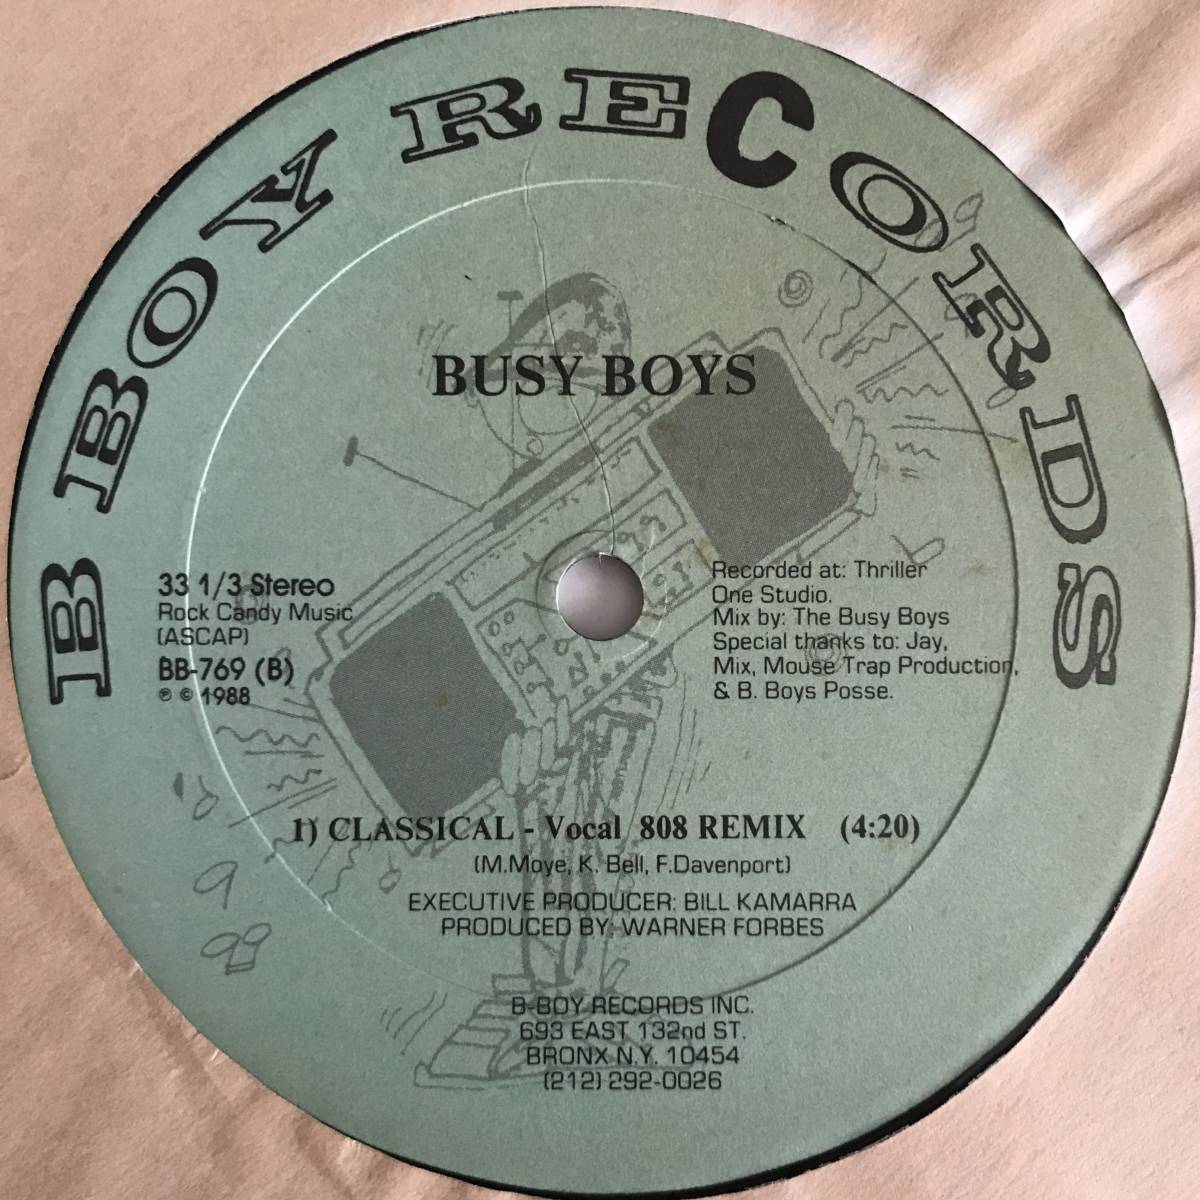 B BOY RECORDS
BUSY BOYS
33 1/3 Stereo
Rock Candy Music
(ASCAP)
BB-769 (B)
℗ © 1988
Recorded at: Thriller
One Studio.
Mix by: The Busy Boys
Special thanks to: Jay,
Mix, Mouse Trap Production,
& B. Boys Posse.
1) CLASSICAL - Vocal 808 REMIX (4:20)
(M.Moye, K. Bell, F.Davenport)
EXECUTIVE PRODUCER: BILL KAMARRA
PRODUCED BY: WARNER FORBES
B-BOY RECORDS INC.
693 EAST 132nd ST.
BRONX N.Y. 10454
(212) 292-0026